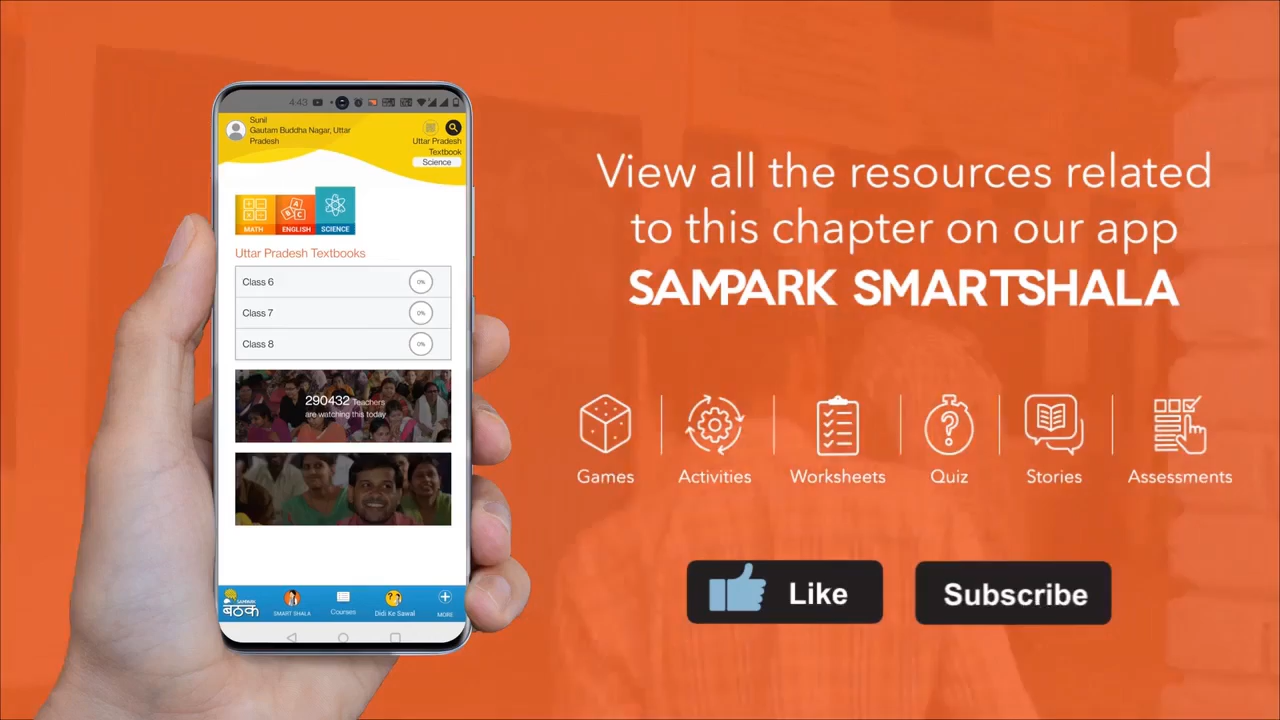 4:43
Sunil
Gautam Buddha Nagar, Uttar
Pradesh
Uttar Pradesh
Textbook
Science
MATH
ENGLISH
SCIENCE
Uttar Pradesh Textbooks
Class 6
0%
Class 7
0%
Class 8
0%
290432 Teachers
are watching this today
SAMPARK
बैठक
SMART SHALA
Courses
Didi Ke Sawal
MORE
View all the resources related
to this chapter on our app
SAMPARK SMARTSHALA
Games
Activities
Worksheets
Quiz
Stories
Assessments
Like
Subscribe